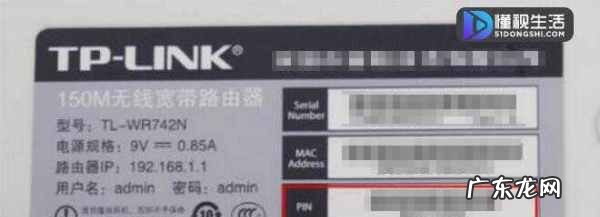 懂视生活
51DONGSHI.COM
TP-LINK®
150M无线宽带路由器
型号：TL-WR742N
电源规格：9V⎓0.85A
路由器IP：192.168.1.1
用户名：admin 密码：admin
Serial
Number
MAC
Address
PIN
广东龙网